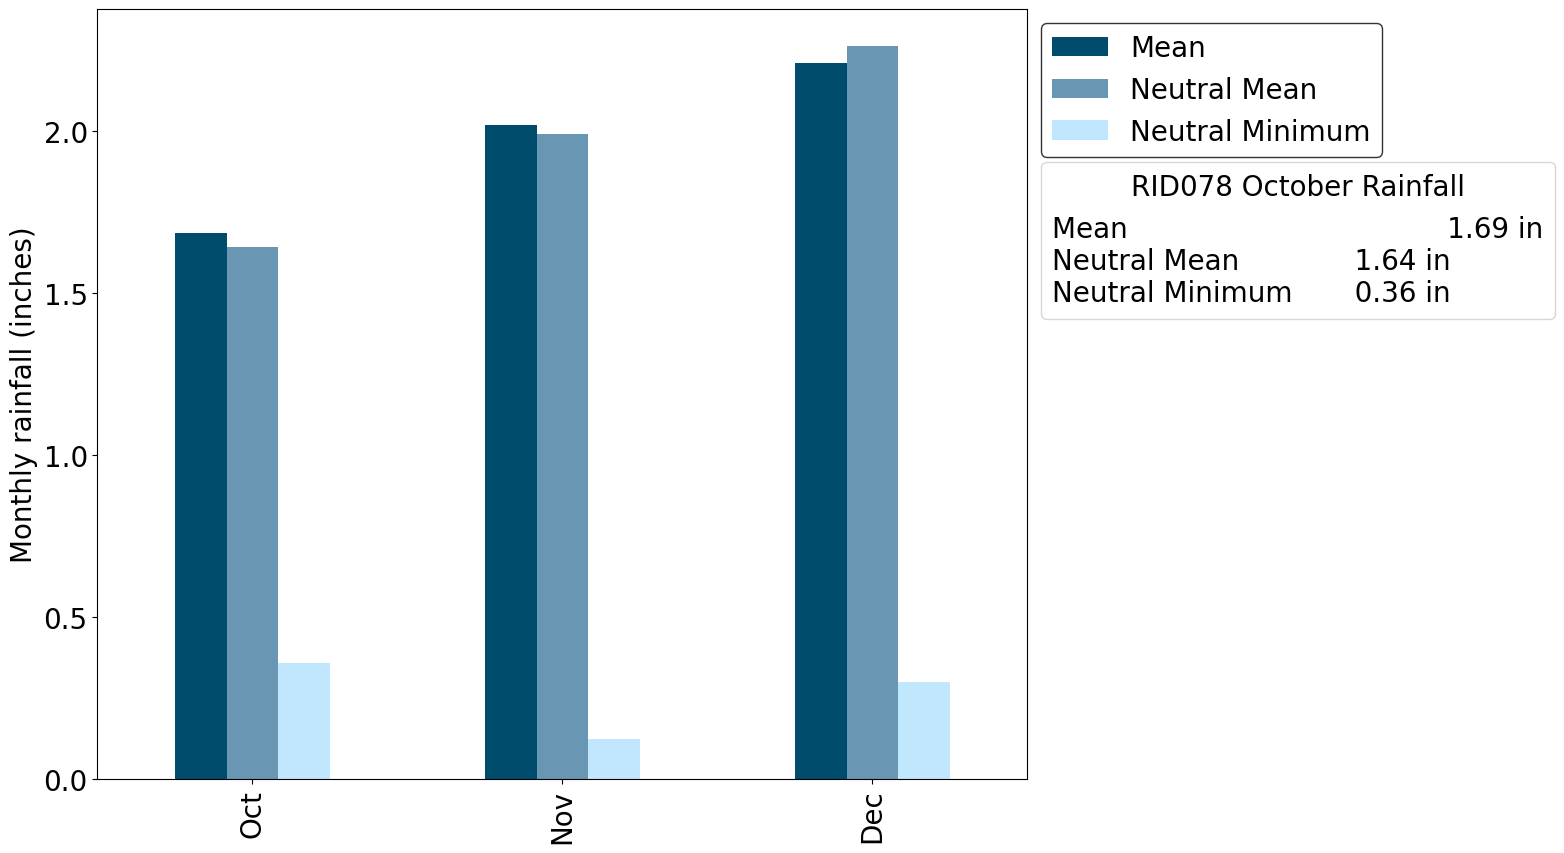 Monthly rainfall (inches)
2.0
1.5
1.0
0.5
0.0
Oct
Nov
Dec
Mean
Neutral Mean
Neutral Minimum
RID078 October Rainfall
Mean 1.69 in
Neutral Mean 1.64 in
Neutral Minimum 0.36 in